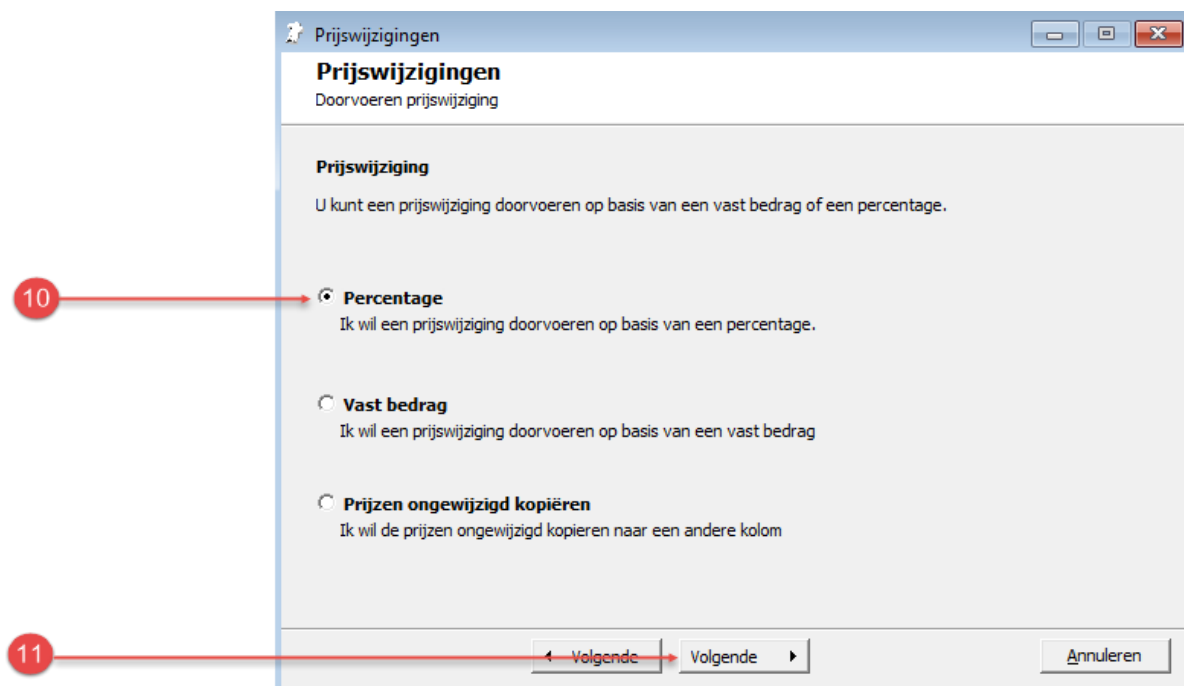 Prijswijzigingen
Prijswijzigingen
Doorvoeren prijswijziging
Prijswijziging
U kunt een prijswijziging doorvoeren op basis van een vast bedrag of een percentage.
10
Percentage
Ik wil een prijswijziging doorvoeren op basis van een percentage.
Vast bedrag
Ik wil een prijswijziging doorvoeren op basis van een vast bedrag
Prijzen ongewijzigd kopiëren
Ik wil de prijzen ongewijzigd kopieren naar een andere kolom
11
Volgende Volgende Annuleren